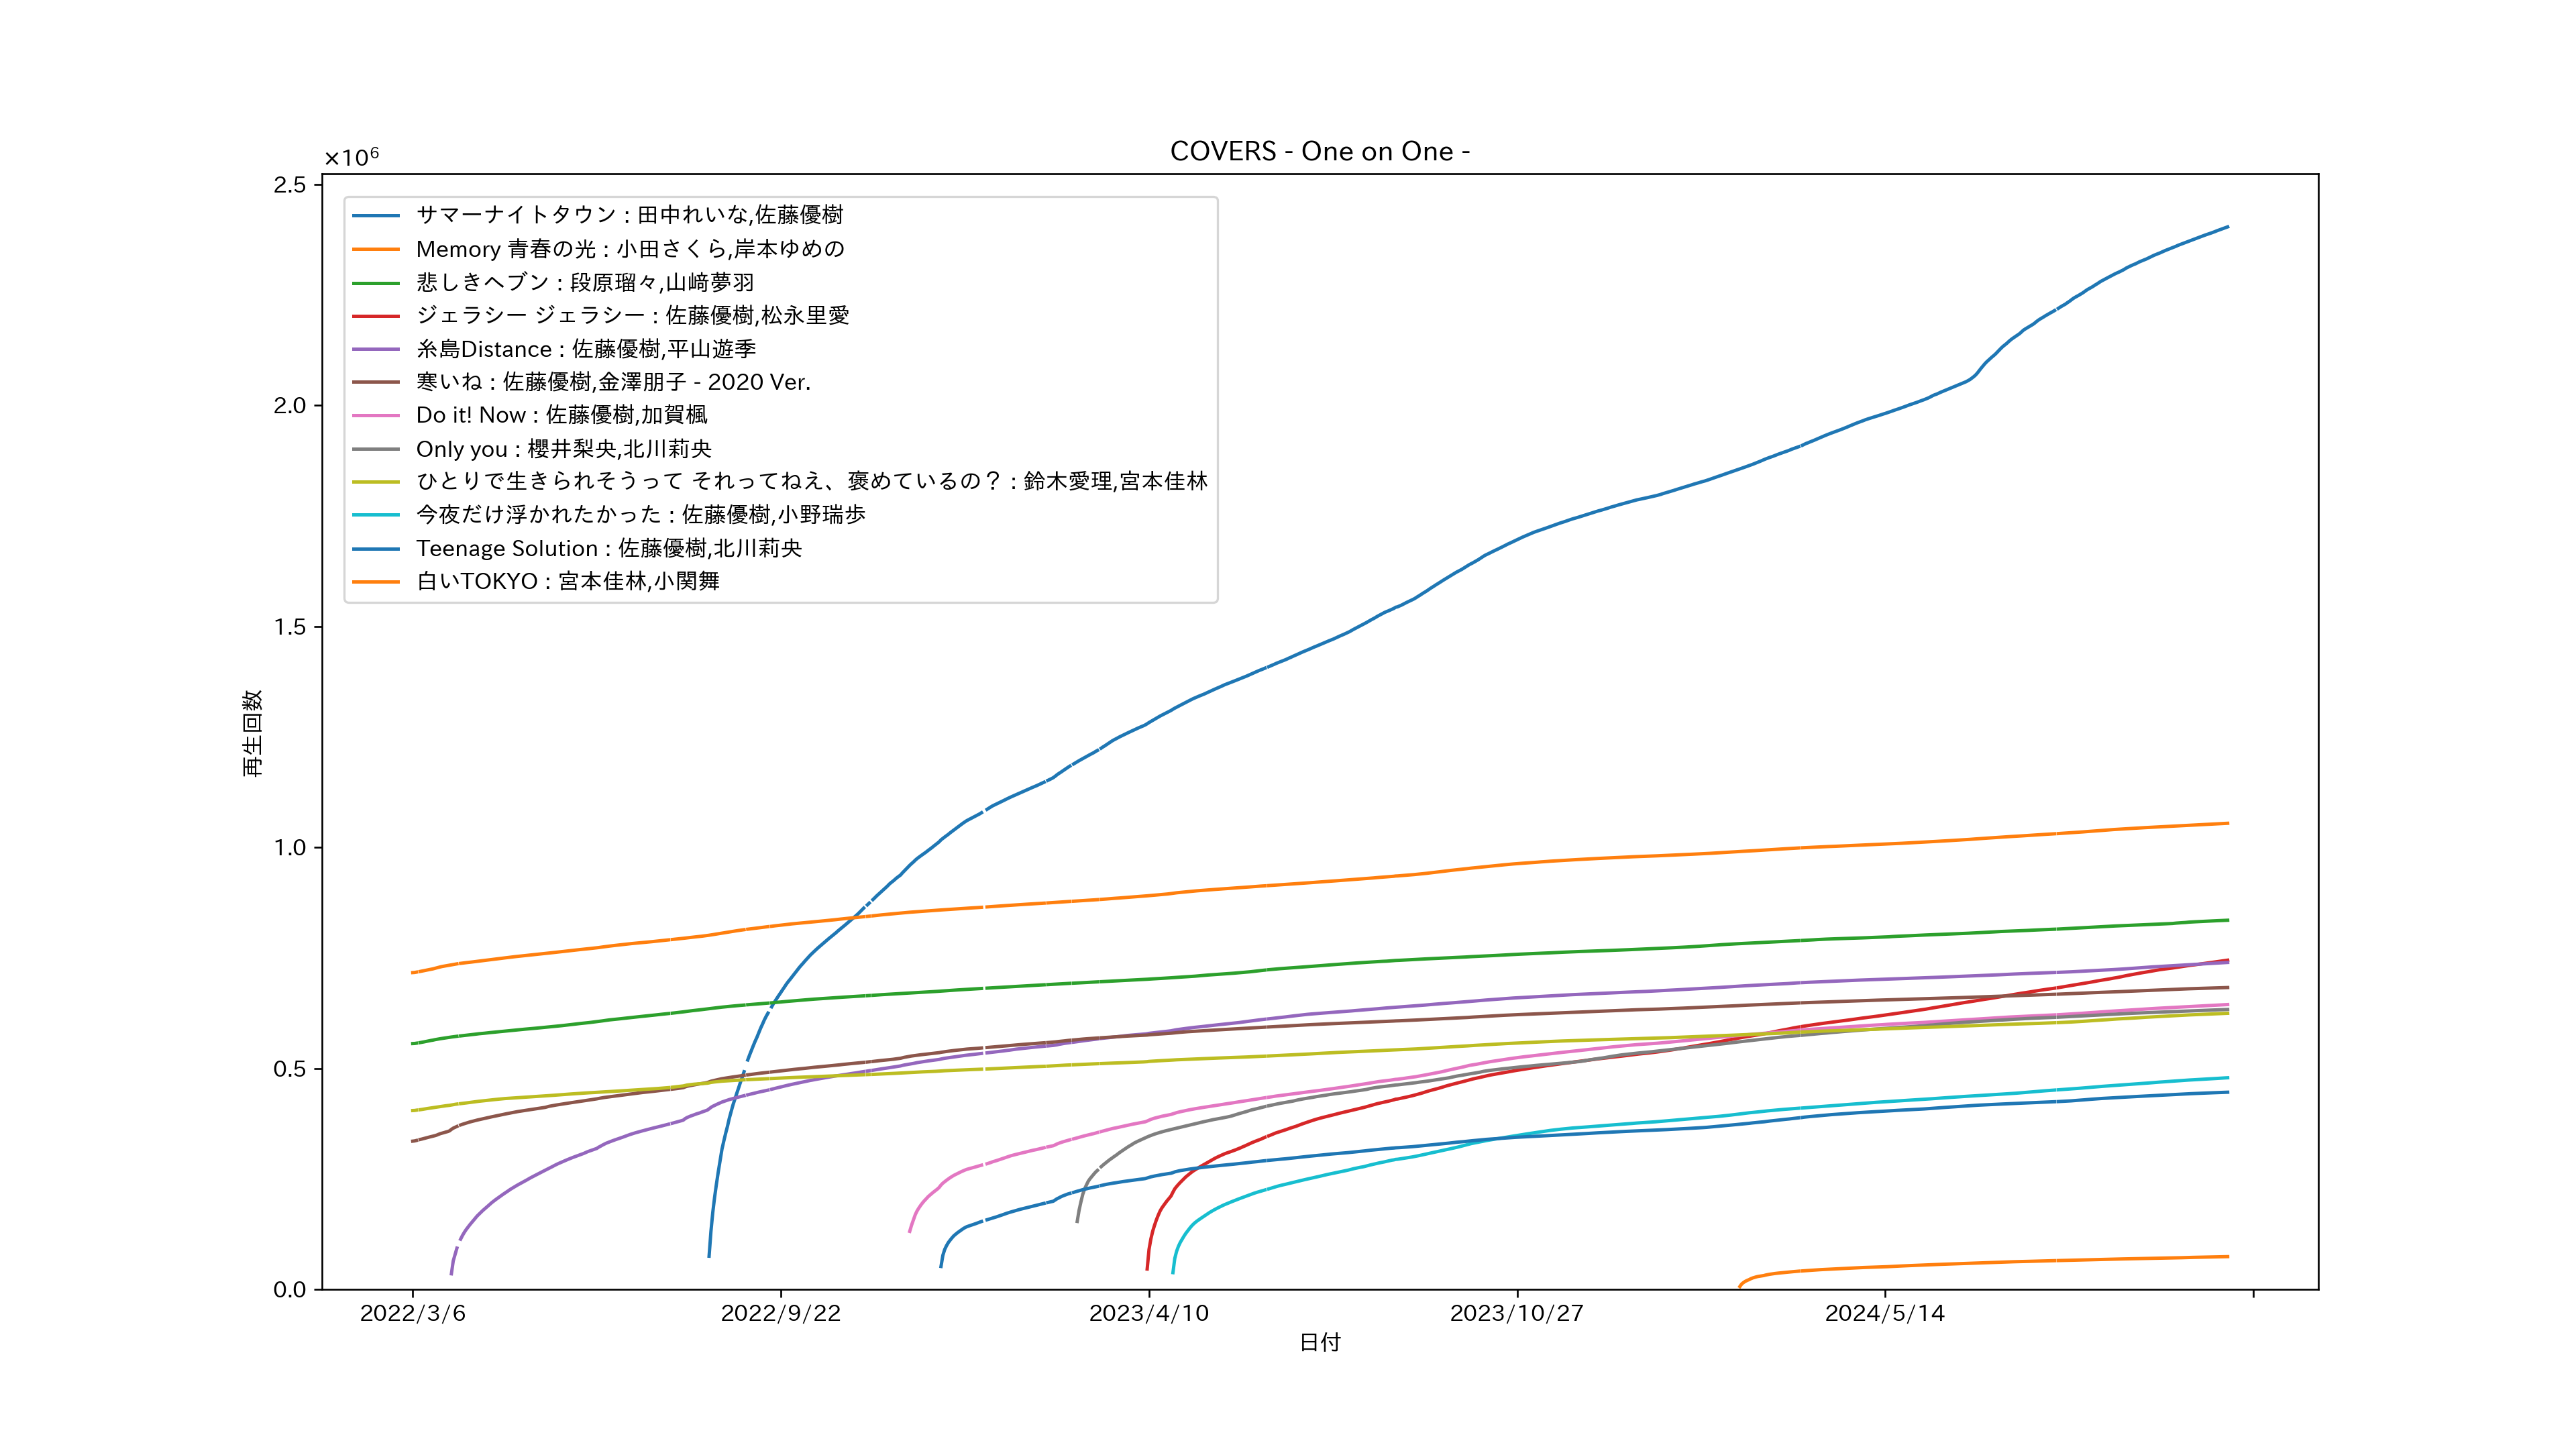 COVERS - One on One -
×10⁶
2.5
2.0
1.5
1.0
0.5
0.0
再生回数
サマーナイトタウン : 田中れいな,佐藤優樹
Memory 青春の光 : 小田さくら,岸本ゆめの
悲しきヘブン : 段原瑠々,山﨑夢羽
ジェラシー ジェラシー : 佐藤優樹,松永里愛
糸島Distance : 佐藤優樹,平山遊季
寒いね : 佐藤優樹,金澤朋子 - 2020 Ver.
Do it! Now : 佐藤優樹,加賀楓
Only you : 櫻井梨央,北川莉央
ひとりで生きられそうって それってねえ、褒めているの？ : 鈴木愛理,宮本佳林
今夜だけ浮かれたかった : 佐藤優樹,小野瑞歩
Teenage Solution : 佐藤優樹,北川莉央
白いTOKYO : 宮本佳林,小関舞
2022/3/6 2022/9/22 2023/4/10 2023/10/27 2024/5/14
日付